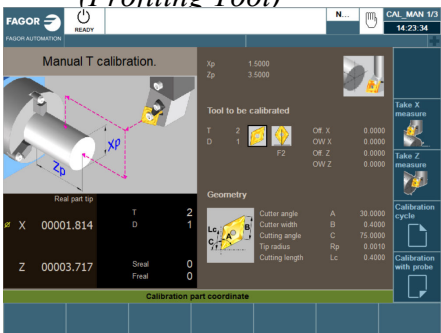 (Profiling Tool)
FAGOR
FAGOR AUTOMATION
READY
N...
CAL_MAN 1/3
14:23:34
Manual T calibration.
Xp 1.5000
Zp 3.5000
Xp
Zp
Tool to be calibrated
T 2
D 1
F2
Off. X 0.0000
OW X 0.0000
Off. Z 0.0000
OW Z 0.0000
Geometry
Lc
A
B
C
Cutter angle A 30.0000
Cutter width B 0.4000
Cutting angle C 75.0000
Tip radius Rp 0.0010
Cutting length Lc 0.4000
Real part tip
ø X 00001.814
Z 00003.717
T 2
D 1
Sreal 0
Freal 0
Calibration part coordinate
Take X
measure
Take Z
measure
Calibration
cycle
Calibration
with probe